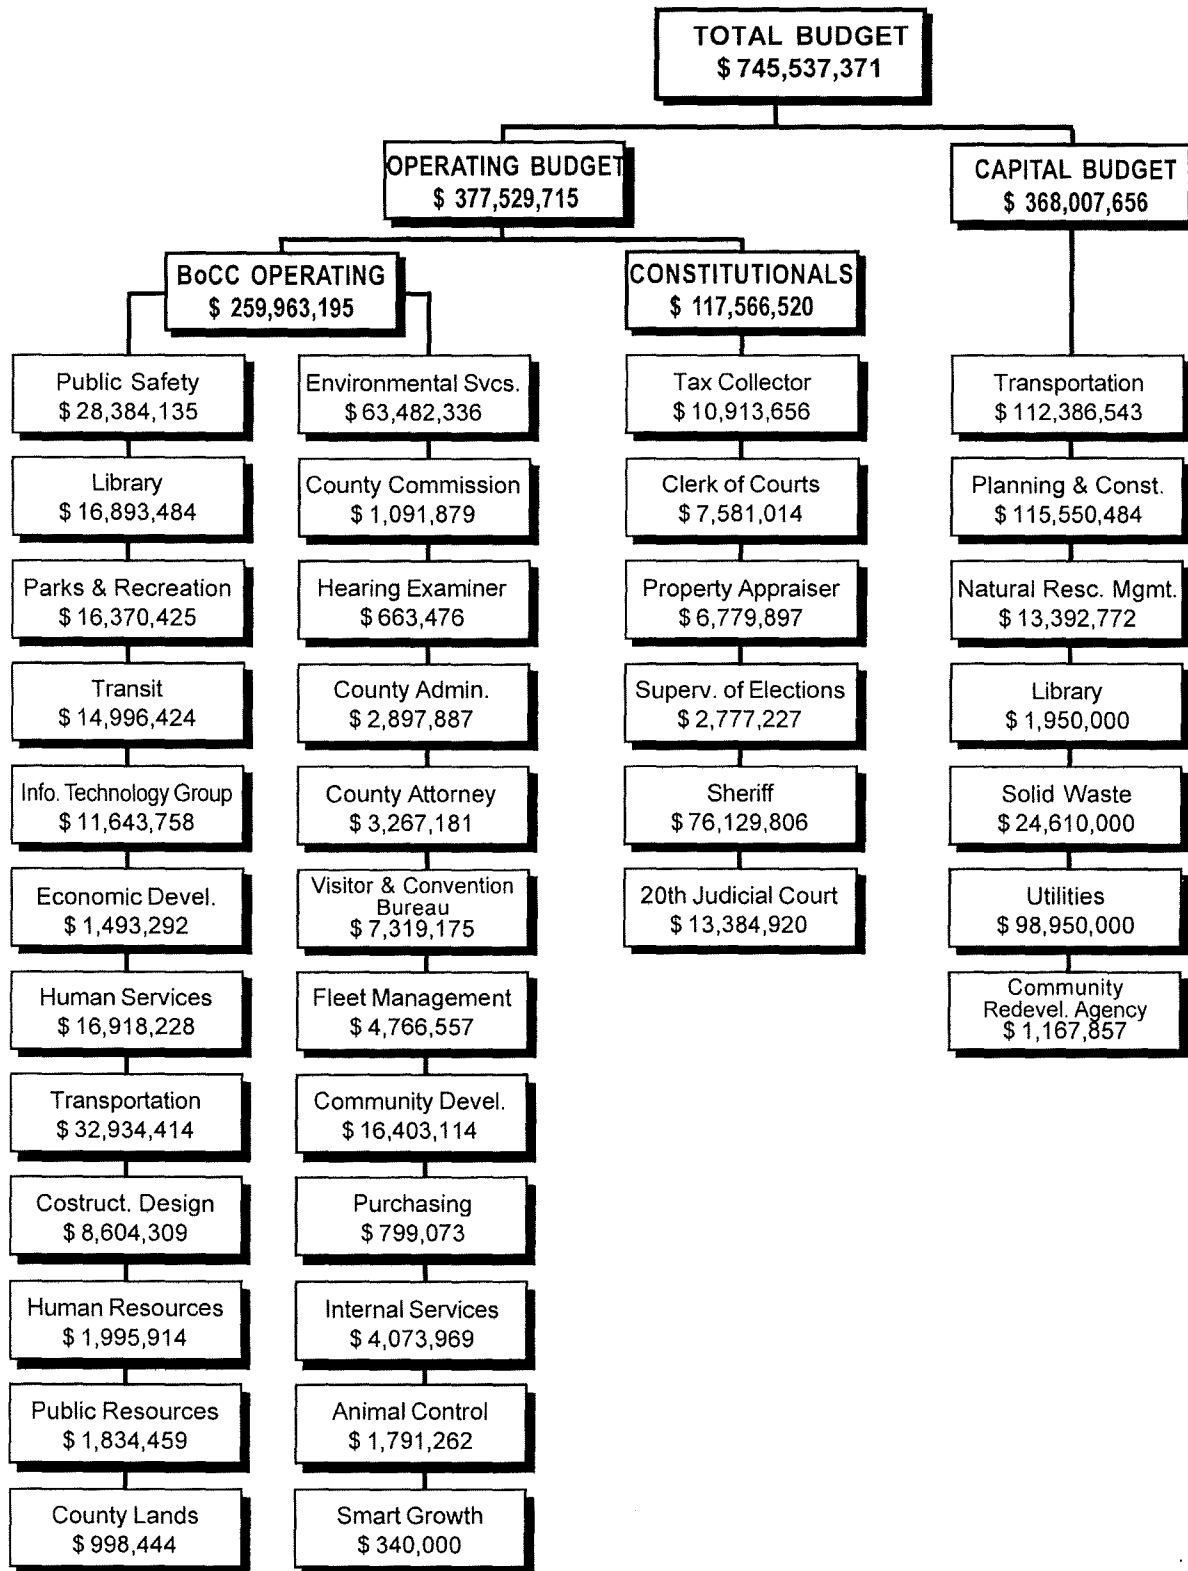 TOTAL BUDGET
$ 745,537,371
OPERATING BUDGET
$ 377,529,715
CAPITAL BUDGET
$ 368,007,656
BoCC OPERATING
$ 259,963,195
CONSTITUTIONALS
$ 117,566,520
Public Safety
$ 28,384,135
Library
$ 16,893,484
Parks & Recreation
$ 16,370,425
Transit
$ 14,996,424
Info. Technology Group
$ 11,643,758
Economic Devel.
$ 1,493,292
Human Services
$ 16,918,228
Transportation
$ 32,934,414
Costruct. Design
$ 8,604,309
Human Resources
$ 1,995,914
Public Resources
$ 1,834,459
County Lands
$ 998,444
Environmental Svcs.
$ 63,482,336
County Commission
$ 1,091,879
Hearing Examiner
$ 663,476
County Admin.
$ 2,897,887
County Attorney
$ 3,267,181
Visitor & Convention
Bureau
$ 7,319,175
Fleet Management
$ 4,766,557
Community Devel.
$ 16,403,114
Purchasing
$ 799,073
Internal Services
$ 4,073,969
Animal Control
$ 1,791,262
Smart Growth
$ 340,000
Tax Collector
$ 10,913,656
Clerk of Courts
$ 7,581,014
Property Appraiser
$ 6,779,897
Superv. of Elections
$ 2,777,227
Sheriff
$ 76,129,806
20th Judicial Court
$ 13,384,920
Transportation
$ 112,386,543
Planning & Const.
$ 115,550,484
Natural Resc. Mgmt.
$ 13,392,772
Library
$ 1,950,000
Solid Waste
$ 24,610,000
Utilities
$ 98,950,000
Community
Redevel. Agency
$ 1,167,857